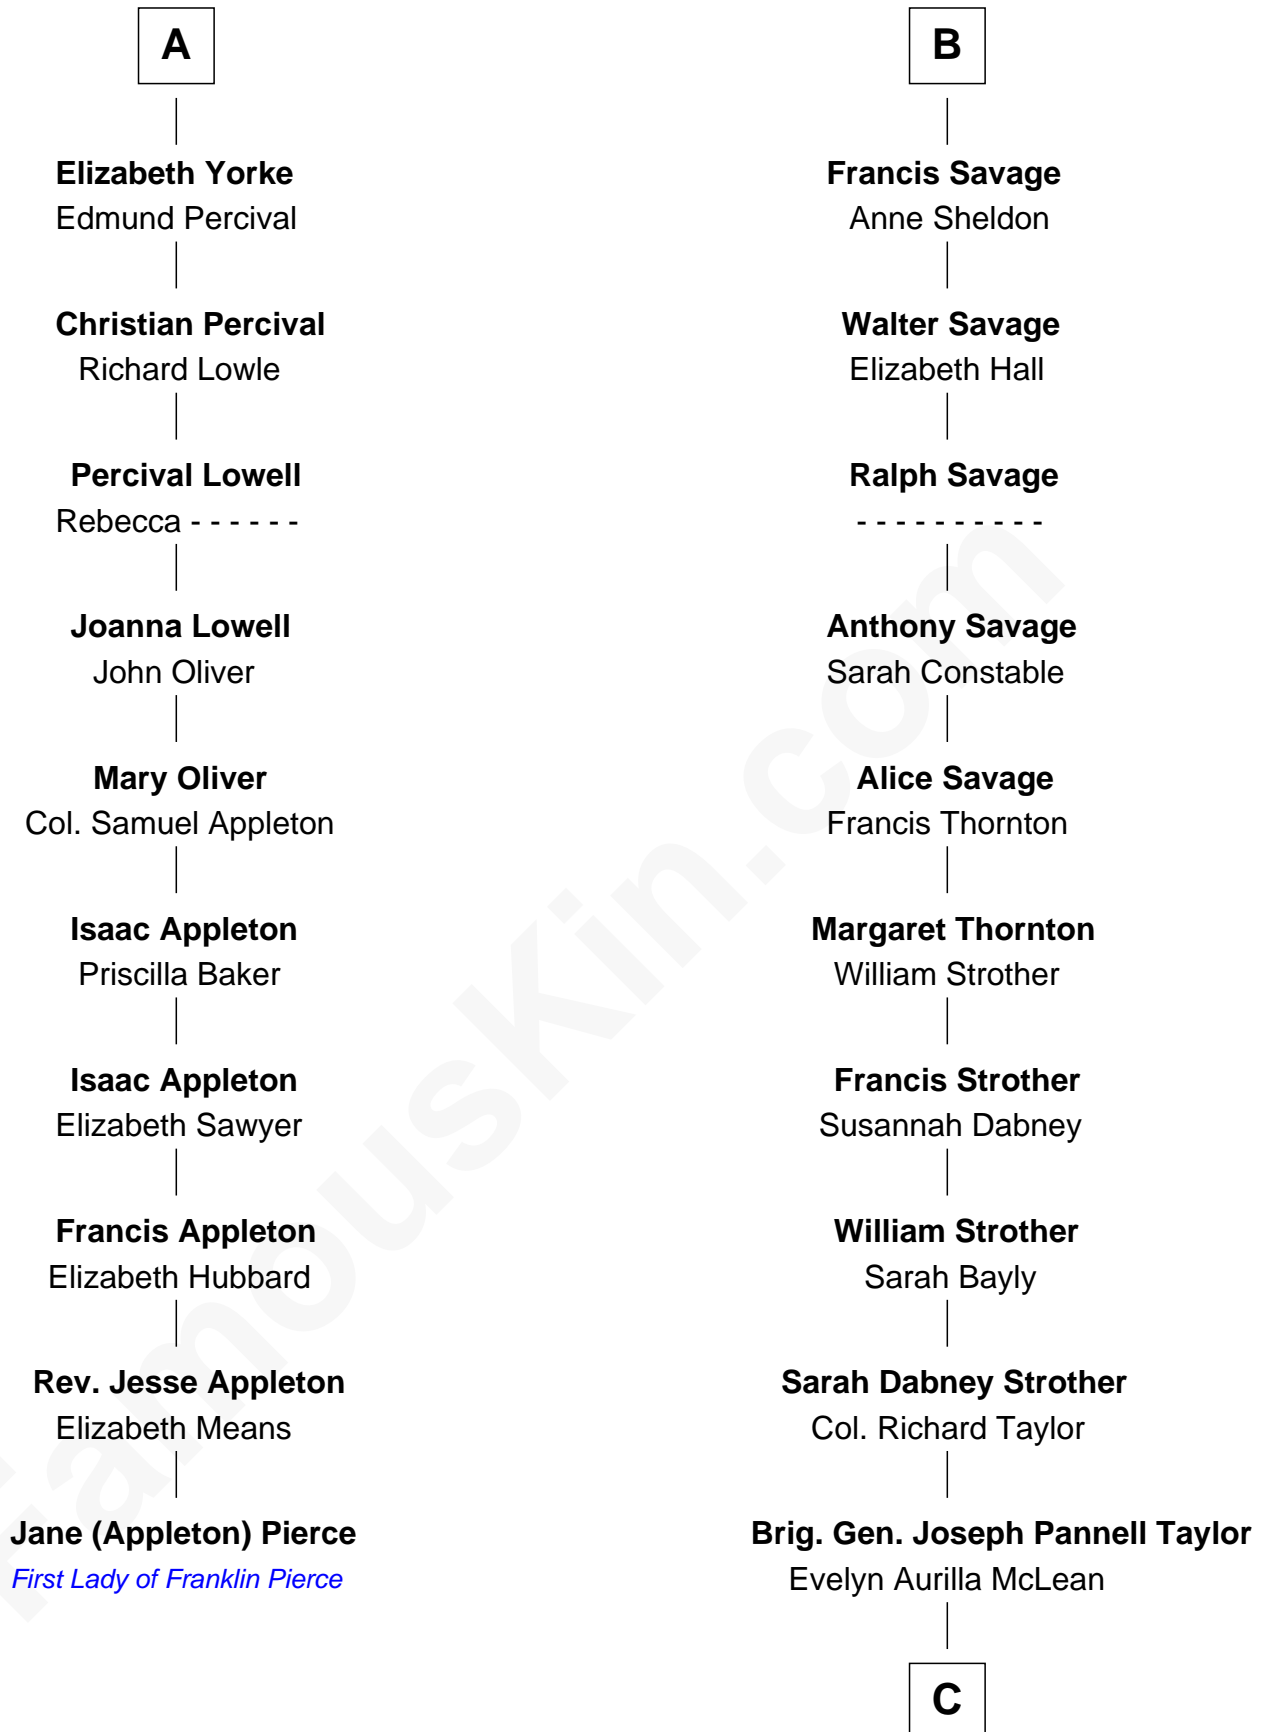 A
Elizabeth Yorke
Edmund Percival
Christian Percival
Richard Lowle
Percival Lowell
Rebecca - - - - - -
Joanna Lowell
John Oliver
Mary Oliver
Col. Samuel Appleton
Isaac Appleton
Priscilla Baker
Isaac Appleton
Elizabeth Sawyer
Francis Appleton
Elizabeth Hubbard
Rev. Jesse Appleton
Elizabeth Means
Jane (Appleton) Pierce
First Lady of Franklin Pierce
B
Francis Savage
Anne Sheldon
Walter Savage
Elizabeth Hall
Ralph Savage
- - - - - - - - - -
Anthony Savage
Sarah Constable
Alice Savage
Francis Thornton
Margaret Thornton
William Strother
Francis Strother
Susannah Dabney
William Strother
Sarah Bayly
Sarah Dabney Strother
Col. Richard Taylor
Brig. Gen. Joseph Pannell Taylor
Evelyn Aurilla McLean
C
FamousKin.com